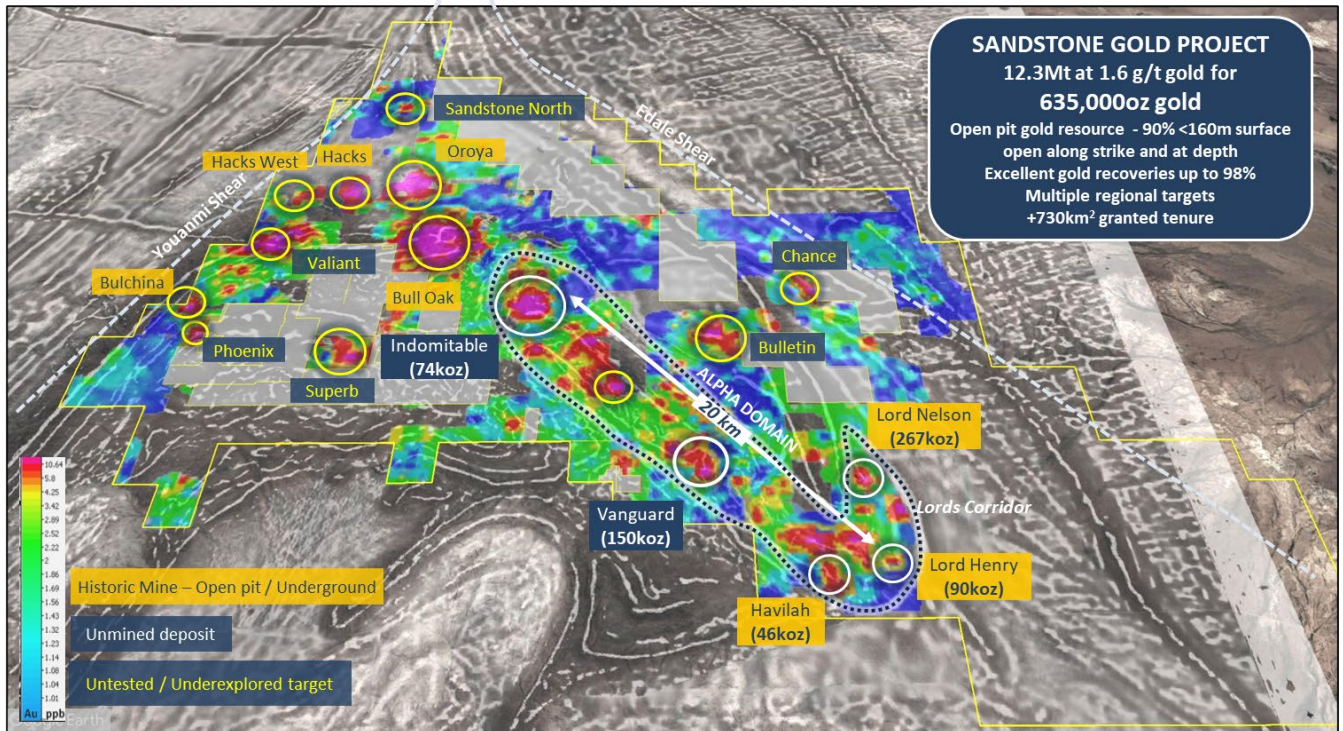 SANDSTONE GOLD PROJECT
12.3Mt at 1.6 g/t gold for
635,000oz gold
Open pit gold resource - 90% <160m surface
open along strike and at depth
Excellent gold recoveries up to 98%
Multiple regional targets
+730km² granted tenure
Sandstone North
Edale Shear
Youanmi Shear
Hacks West
Hacks
Oroya
Valiant
Bulchina
Bull Oak
Chance
Phoenix
Superb
Indomitable
(74koz)
Bulletin
ALPHA DOMAIN
20 km
Lord Nelson
(267koz)
Lords Corridor
Vanguard
(150koz)
Lord Henry
(90koz)
Havilah
(46koz)
10.64
5.8
4.25
3.42
2.89
2.52
2.22
2
1.86
1.69
1.56
1.43
1.32
1.23
1.14
1.08
1.04
1.01
Au ppb
Historic Mine – Open pit / Underground
Unmined deposit
Untested / Underexplored target